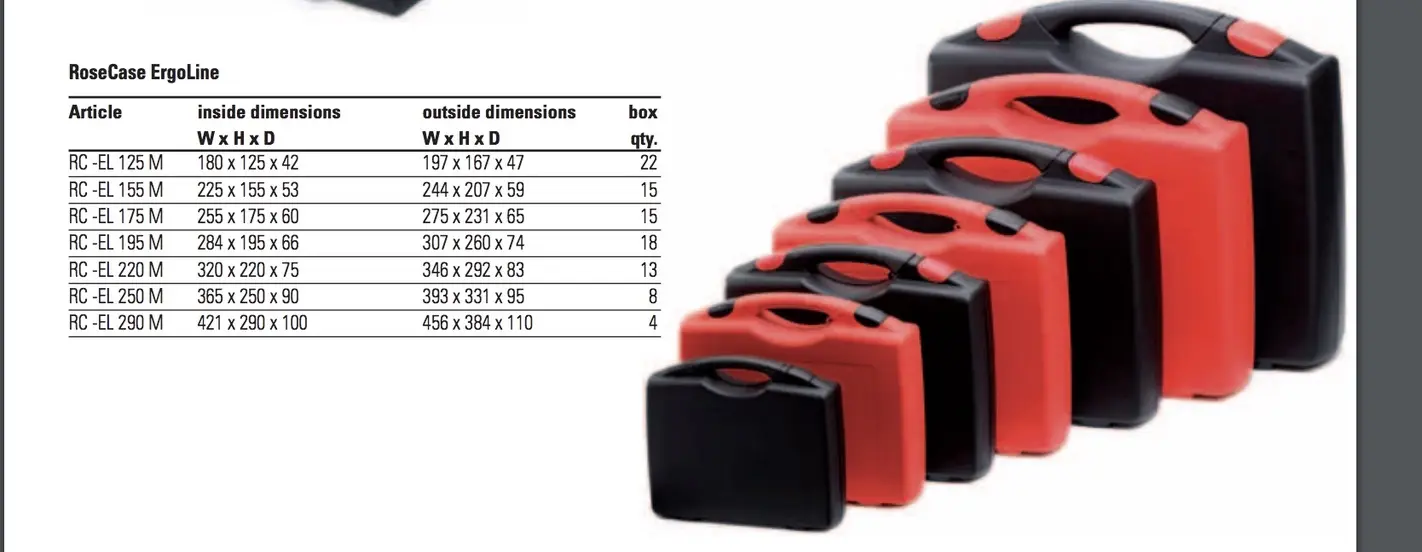 RoseCase ErgoLine
Article inside dimensions outside dimensions box
W x H x D W x H x D qty.
RC -EL 125 M 180 x 125 x 42 197 x 167 x 47 22
RC -EL 155 M 225 x 155 x 53 244 x 207 x 59 15
RC -EL 175 M 255 x 175 x 60 275 x 231 x 65 15
RC -EL 195 M 284 x 195 x 66 307 x 260 x 74 18
RC -EL 220 M 320 x 220 x 75 346 x 292 x 83 13
RC -EL 250 M 365 x 250 x 90 393 x 331 x 95 8
RC -EL 290 M 421 x 290 x 100 456 x 384 x 110 4